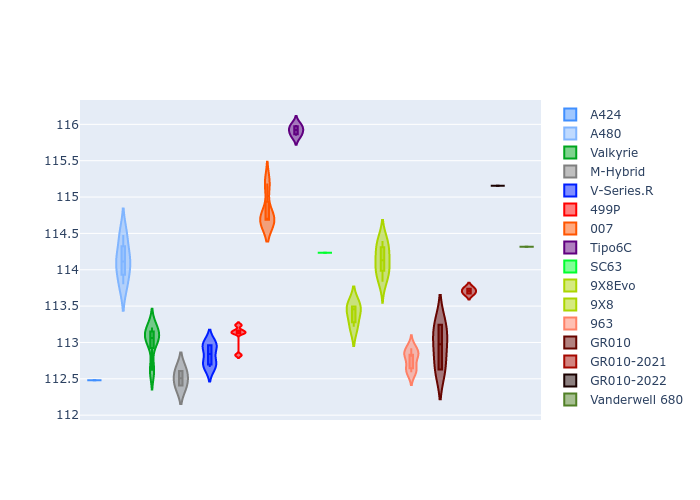 116
115.5
115
114.5
114
113.5
113
112.5
112
A424
A480
Valkyrie
M-Hybrid
V-Series.R
499P
007
Tipo6C
SC63
9X8Evo
9X8
963
GR010
GR010-2021
GR010-2022
Vanderwell 680